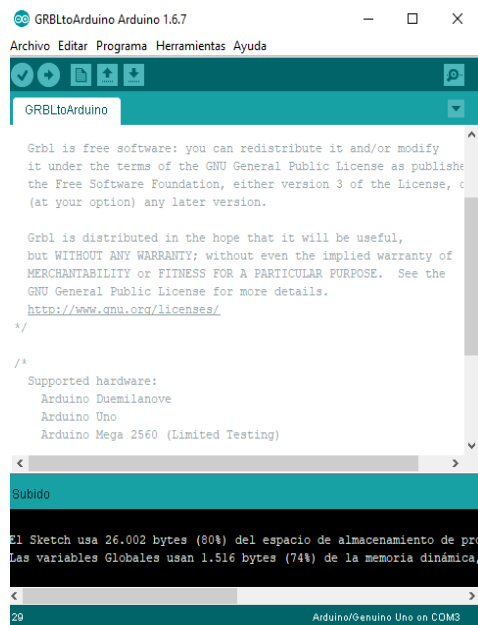 GRBLtoArduino Arduino 1.6.7
Archivo Editar Programa Herramientas Ayuda
GRBLtoArduino
Grbl is free software: you can redistribute it and/or modify
it under the terms of the GNU General Public License as publishe
the Free Software Foundation, either version 3 of the License, o
(at your option) any later version.
Grbl is distributed in the hope that it will be useful,
but WITHOUT ANY WARRANTY; without even the implied warranty of
MERCHANTABILITY or FITNESS FOR A PARTICULAR PURPOSE.  See the
GNU General Public License for more details.
http://www.gnu.org/licenses/
*/
/*
Supported hardware:
Arduino Duemilanove
Arduino Uno
Arduino Mega 2560 (Limited Testing)
Subido
El Sketch usa 26.002 bytes (80%) del espacio de almacenamiento de pro
Las variables Globales usan 1.516 bytes (74%) de la memoria dinámica,
29 Arduino/Genuino Uno on COM3